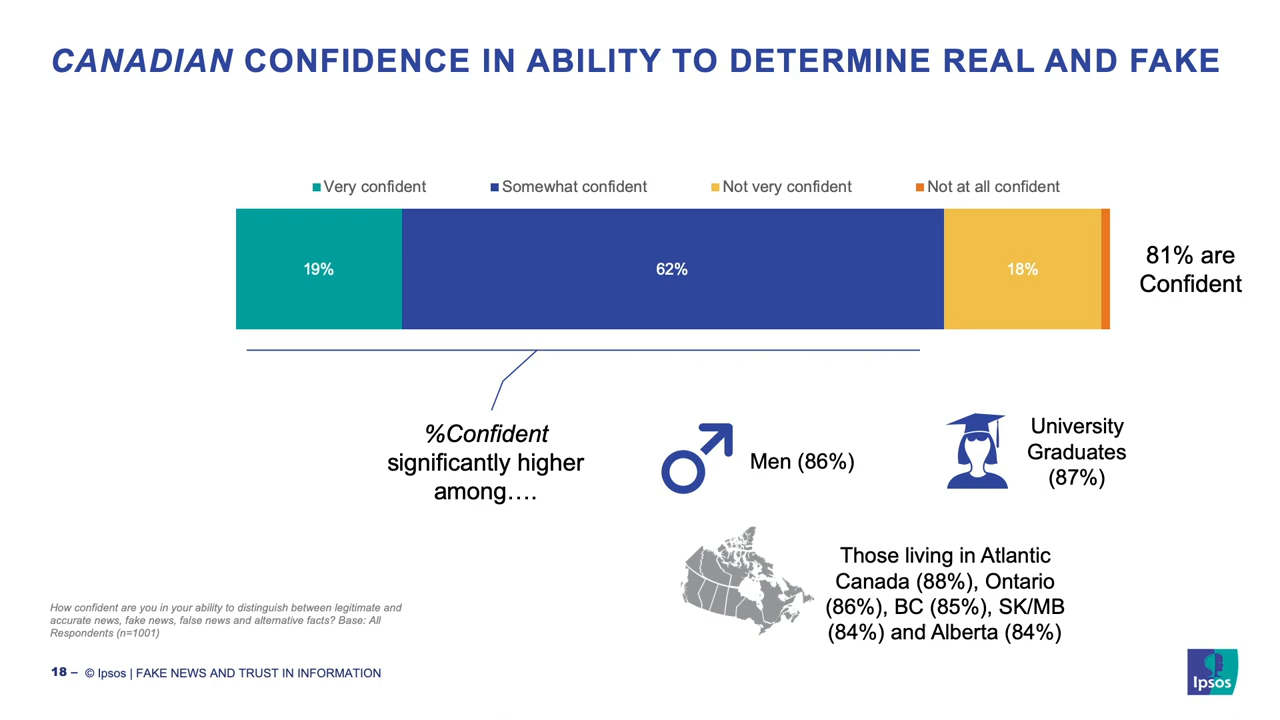 CANADIAN CONFIDENCE IN ABILITY TO DETERMINE REAL AND FAKE
Very confident
Somewhat confident
Not very confident
Not at all confident
19%
62%
18%
81% are
Confident
%Confident
significantly higher
among….
Men (86%)
University
Graduates
(87%)
Those living in Atlantic
Canada (88%), Ontario
(86%), BC (85%), SK/MB
(84%) and Alberta (84%)
How confident are you in your ability to distinguish between legitimate and
accurate news, fake news, false news and alternative facts? Base: All
Respondents (n=1001)
18 – © Ipsos | FAKE NEWS AND TRUST IN INFORMATION
Ipsos